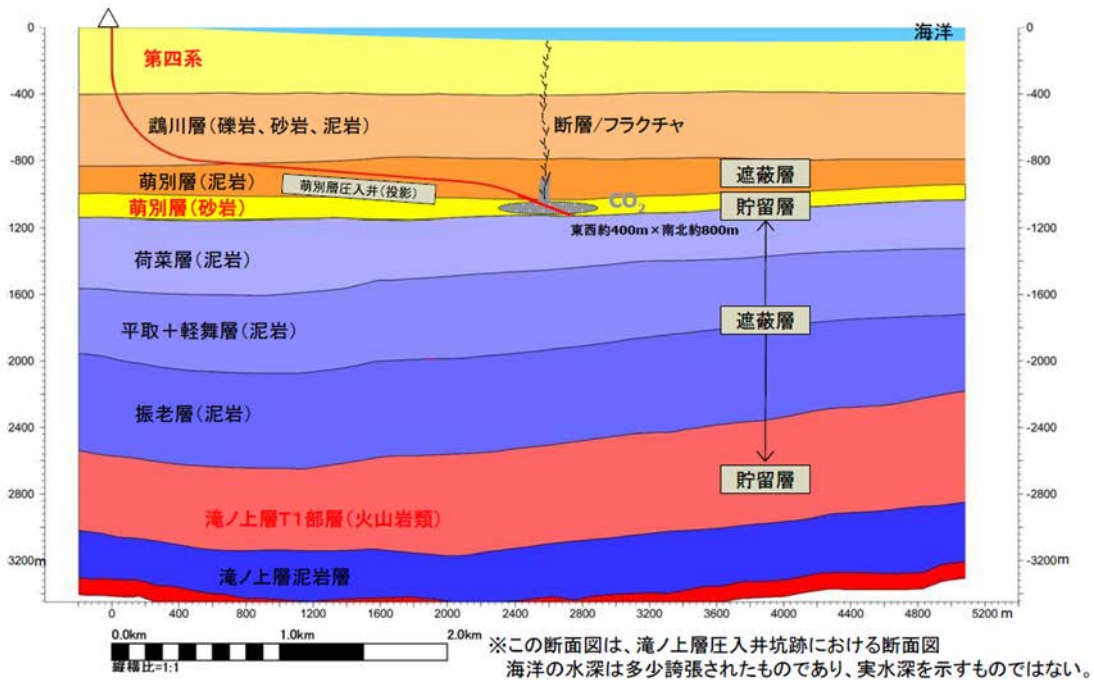 海洋
0
-400
-800
1200
1600
2000
2400
2800
3200m
0
-400
-800
-1200
-1600
-2000
-2400
-2800
-3200m
第四系
鵡川層(礫岩、砂岩、泥岩)
断層/フラクチャ
萌別層(泥岩)
萌別層圧入井(投影)
遮蔽層
萌別層(砂岩)
CO2
貯留層
東西約400m×南北約800m
荷菜層(泥岩)
平取+軽舞層(泥岩)
遮蔽層
振老層(泥岩)
貯留層
滝ノ上層T1部層(火山岩類)
滝ノ上層泥岩層
0 400 800 1200 1600 2000 2400 2800 3200 3600 4000 4400 4800 5200 m
0.0km 1.0km 2.0km
縦横比=1:1
※この断面図は、滝ノ上層圧入井坑跡における断面図
海洋の水深は多少誇張されたものであり、実水深を示すものではない。